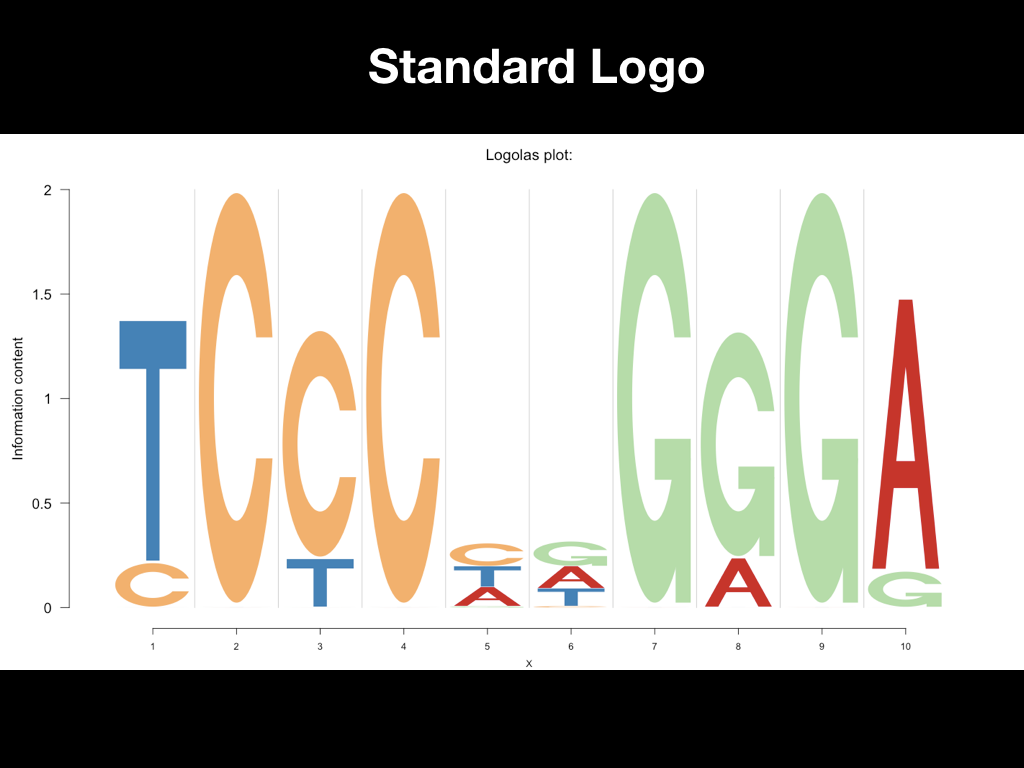 Standard Logo
Logolas plot:
Information content
2
1.5
1
0.5
0
T C C C C G G G G A
C T T A A G
A T
1 2 3 4 5 6 7 8 9 10
X